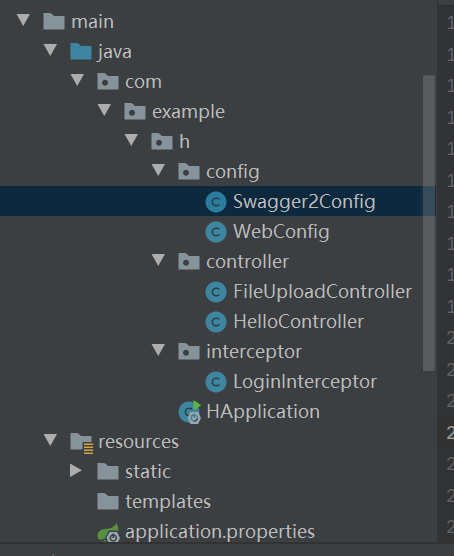 main
java
com
example
h
config
Swagger2Config
WebConfig
controller
FileUploadController
HelloController
interceptor
LoginInterceptor
HApplication
resources
static
templates
application.properties